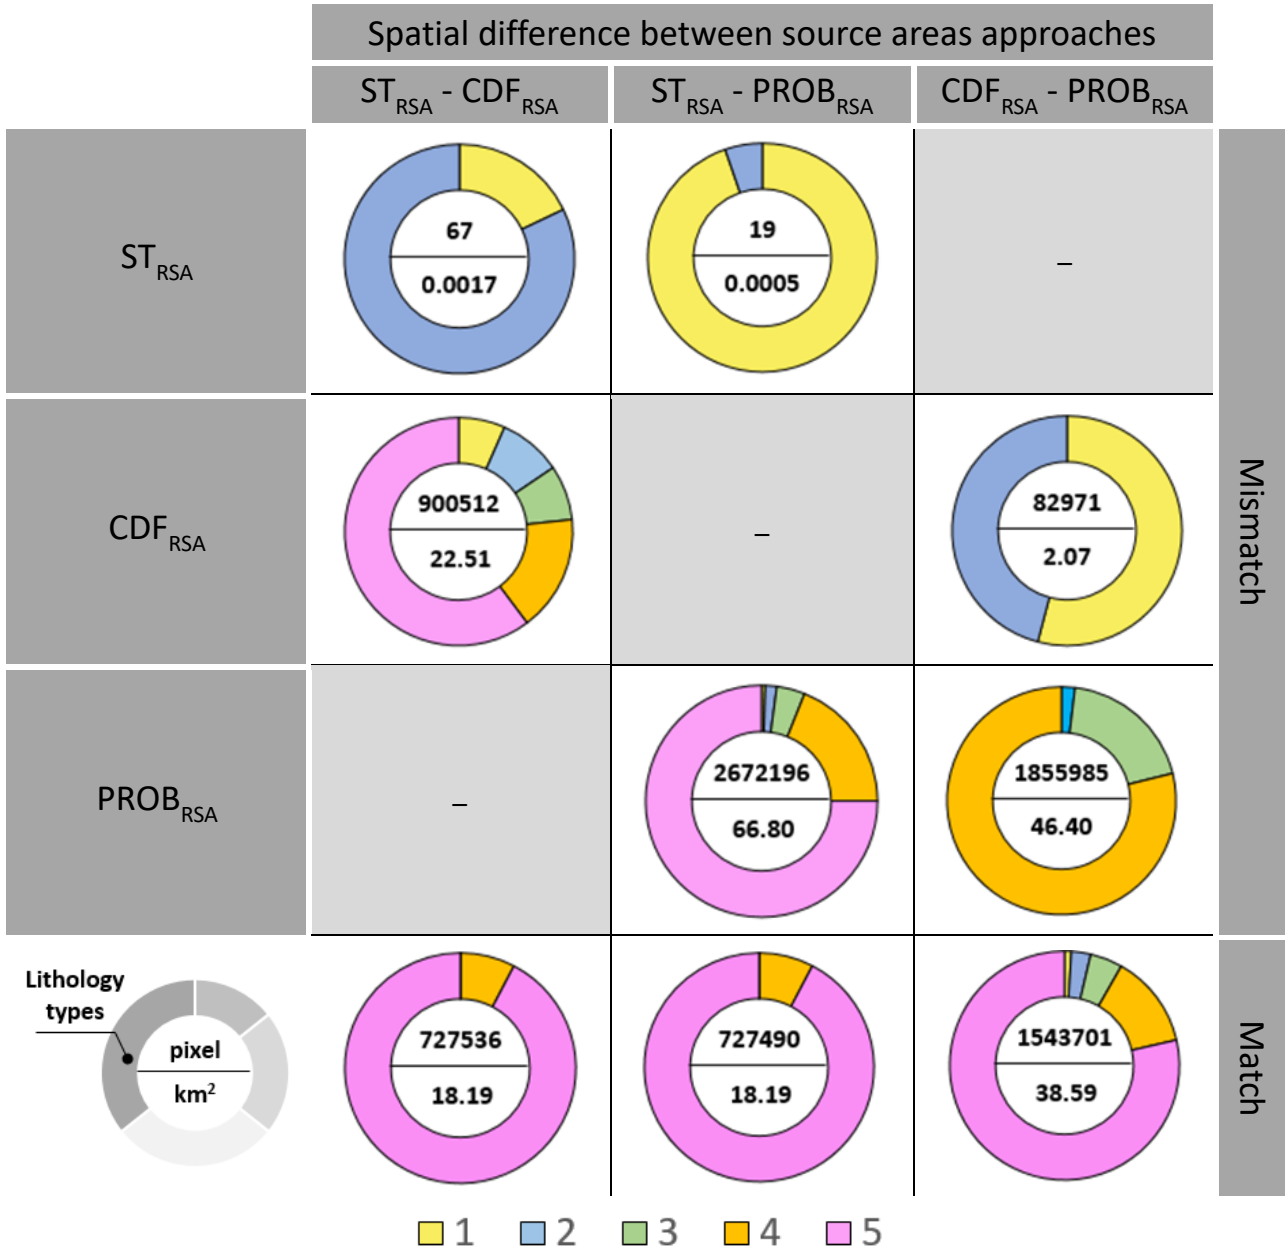 Spatial difference between source areas approaches
ST RSA - CDF RSA
ST RSA - PROB RSA
CDF RSA - PROB RSA
ST RSA
67
0.0017
19
0.0005
–
CDF RSA
900512
22.51
–
82971
2.07
Mismatch
PROB RSA
–
2672196
66.80
1855985
46.40
Lithology
types
pixel
km²
727536
18.19
727490
18.19
1543701
38.59
Match
1 2 3 4 5